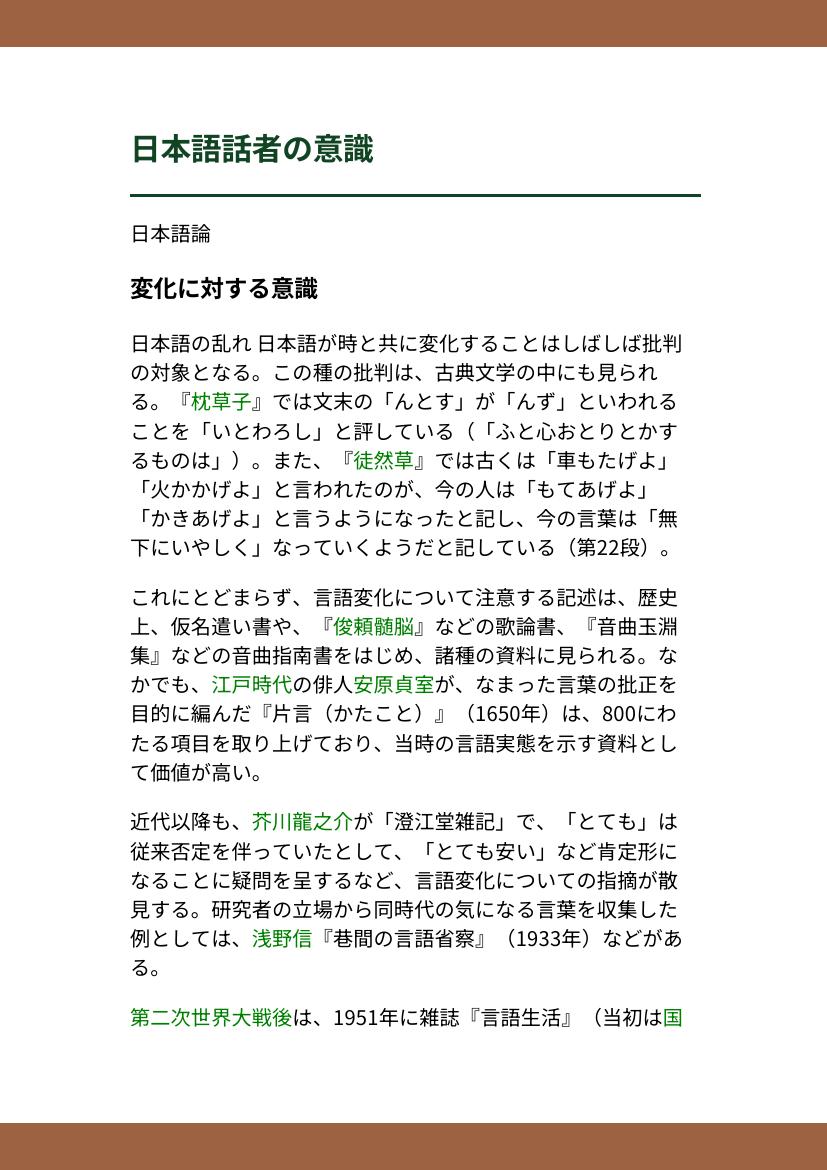 日本語話者の意識
日本語論
変化に対する意識
日本語の乱れ 日本語が時と共に変化することはしばしば批判
の対象となる。この種の批判は、古典文学の中にも見られ
る。『枕草子』では文末の「んとす」が「んず」といわれる
ことを「いとわろし」と評している（「ふと心おとりとかす
るものは」）。また、『徒然草』では古くは「車もたげよ」
「火かかげよ」と言われたのが、今の人は「もてあげよ」
「かきあげよ」と言うようになったと記し、今の言葉は「無
下にいやしく」なっていくようだと記している（第22段）。
これにとどまらず、言語変化について注意する記述は、歴史
上、仮名遣い書や、『俊頼髄脳』などの歌論書、『音曲玉淵
集』などの音曲指南書をはじめ、諸種の資料に見られる。な
かでも、江戸時代の俳人安原貞室が、なまった言葉の批正を
目的に編んだ『片言（かたこと）』（1650年）は、800にわ
たる項目を取り上げており、当時の言語実態を示す資料とし
て価値が高い。
近代以降も、芥川龍之介が「澄江堂雑記」で、「とても」は
従来否定を伴っていたとして、「とても安い」など肯定形に
なることに疑問を呈するなど、言語変化についての指摘が散
見する。研究者の立場から同時代の気になる言葉を収集した
例としては、浅野信『巷間の言語省察』（1933年）などがあ
る。
第二次世界大戦後は、1951年に雑誌『言語生活』（当初は国